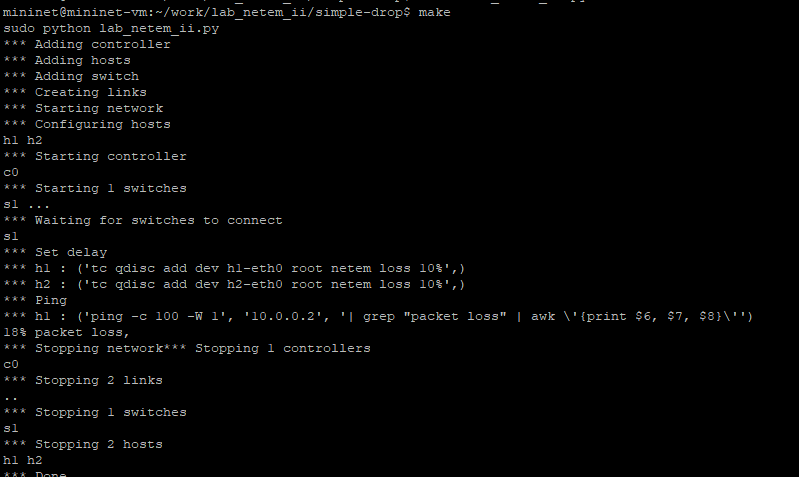 mininet@mininet-vm:~/work/lab_netem_ii/simple-drop$ make
sudo python lab_netem_ii.py
*** Adding controller
*** Adding hosts
*** Adding switch
*** Creating links
*** Starting network
*** Configuring hosts
h1 h2
*** Starting controller
c0
*** Starting 1 switches
s1 ...
*** Waiting for switches to connect
s1
*** Set delay
*** h1 : ('tc qdisc add dev h1-eth0 root netem loss 10%',)
*** h2 : ('tc qdisc add dev h2-eth0 root netem loss 10%',)
*** Ping
*** h1 : ('ping -c 100 -W 1', '10.0.0.2', '| grep "packet loss" | awk \'{print $6, $7, $8}\'')
18% packet loss,
*** Stopping network*** Stopping 1 controllers
c0
*** Stopping 2 links
..
*** Stopping 1 switches
s1
*** Stopping 2 hosts
h1 h2
*** Done